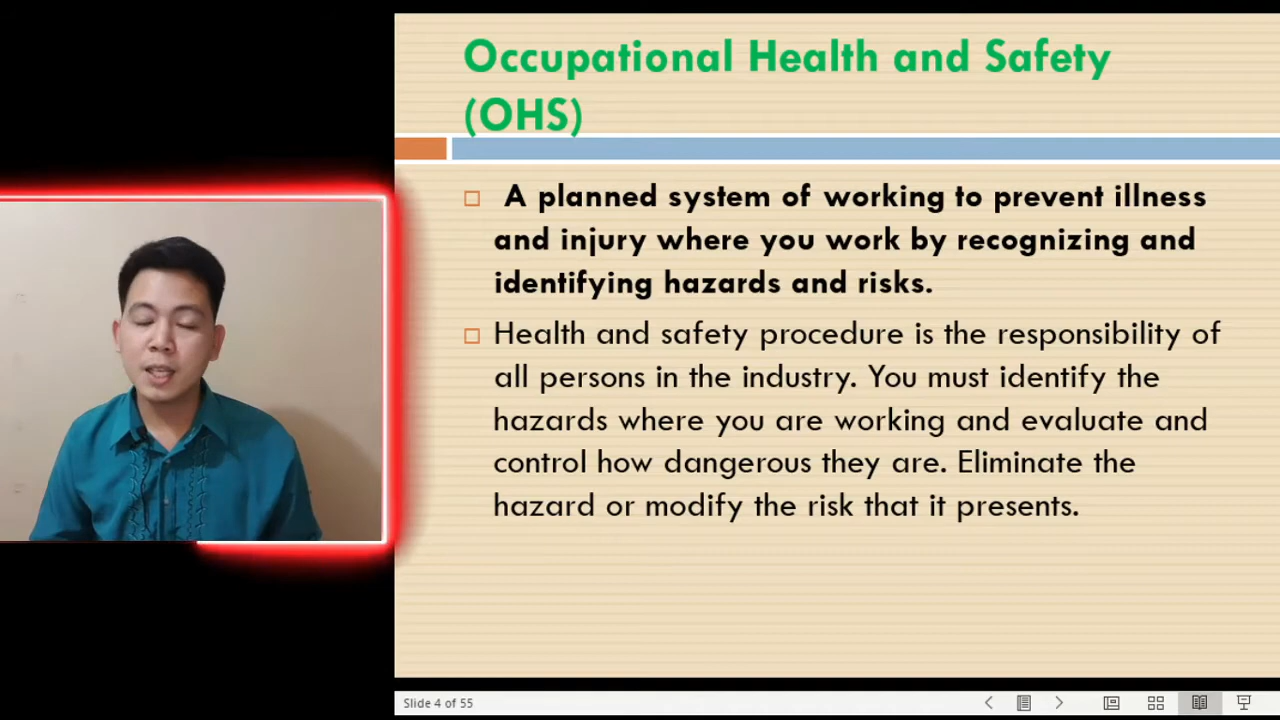 Occupational Health and Safety
(OHS)
A planned system of working to prevent illness
and injury where you work by recognizing and
identifying hazards and risks.
Health and safety procedure is the responsibility of
all persons in the industry. You must identify the
hazards where you are working and evaluate and
control how dangerous they are. Eliminate the
hazard or modify the risk that it presents.
Slide 4 of 55